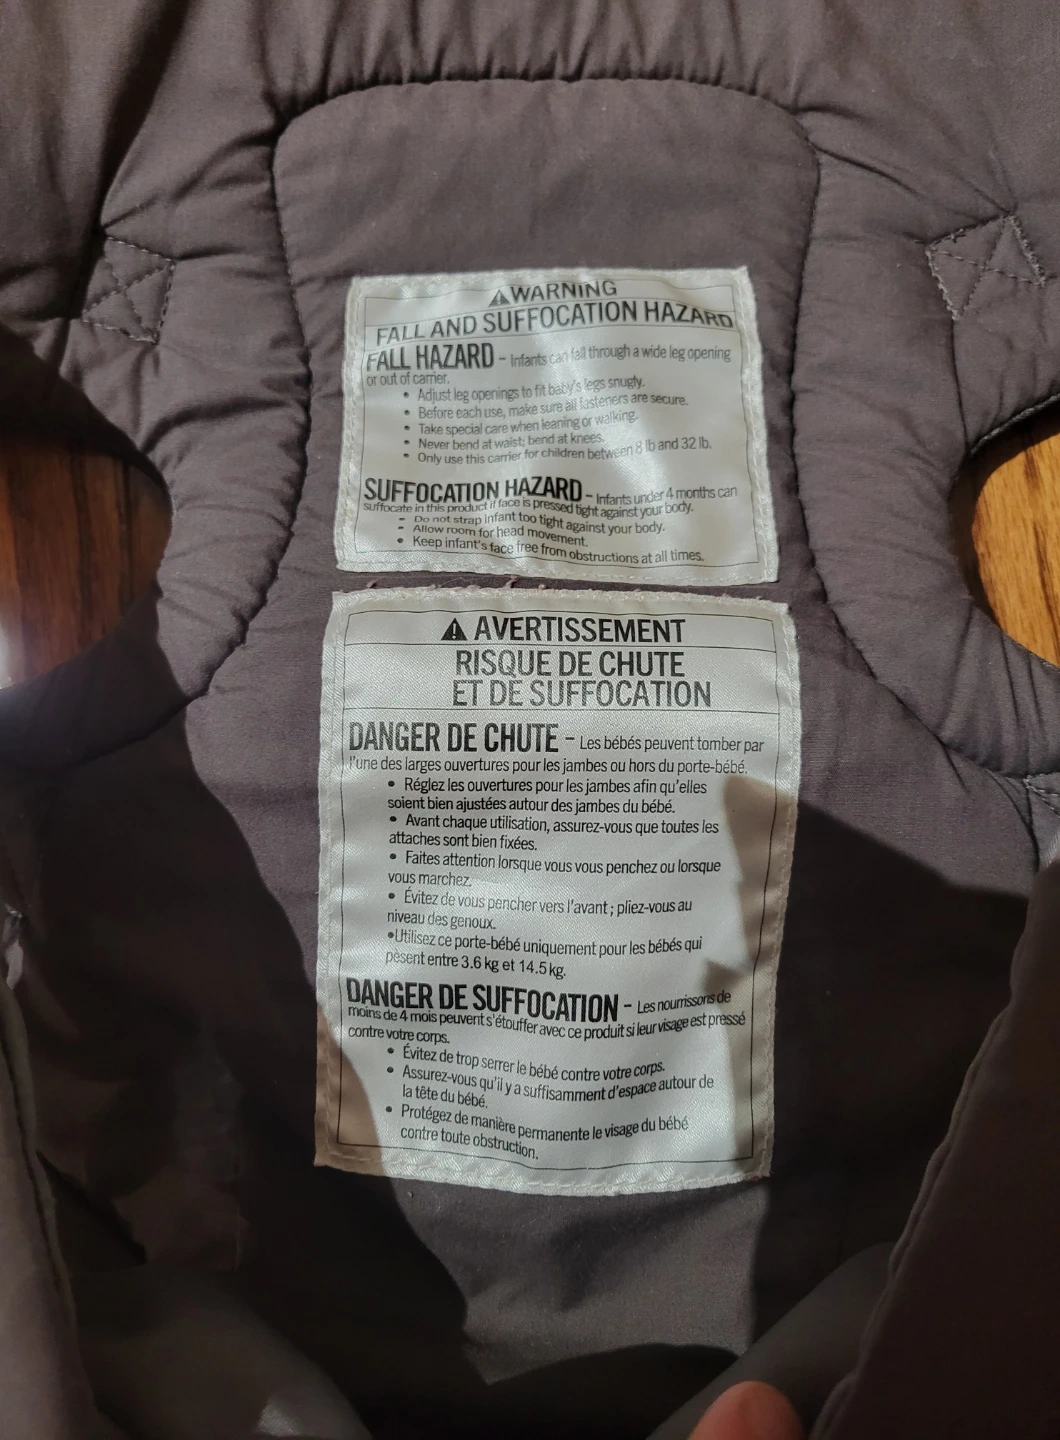 ⚠WARNING
FALL AND SUFFOCATION HAZARD
FALL HAZARD – Infants can fall through a wide leg opening
or out of carrier.
• Adjust leg openings to fit baby's legs snugly.
• Before each use, make sure all fasteners are secure.
• Take special care when leaning or walking.
• Never bend at waist; bend at knees.
• Only use this carrier for children between 8 lb and 32 lb.
SUFFOCATION HAZARD – Infants under 4 months can
suffocate in this product if face is pressed tight against your body.
- Do not strap infant too tight against your body.
- Allow room for head movement.
• Keep infant's face free from obstructions at all times.
⚠ AVERTISSEMENT
RISQUE DE CHUTE
ET DE SUFFOCATION
DANGER DE CHUTE – Les bébés peuvent tomber par
l'une des larges ouvertures pour les jambes ou hors du porte-bébé.
• Réglez les ouvertures pour les jambes afin qu'elles
soient bien ajustées autour des jambes du bébé.
• Avant chaque utilisation, assurez-vous que toutes les
attaches sont bien fixées.
• Faites attention lorsque vous vous penchez ou lorsque
vous marchez.
• Évitez de vous pencher vers l'avant ; pliez-vous au
niveau des genoux.
•Utilisez ce porte-bébé uniquement pour les bébés qui
pèsent entre 3.6 kg et 14.5 kg.
DANGER DE SUFFOCATION – Les nourrissons de
moins de 4 mois peuvent s'étouffer avec ce produit si leur visage est pressé
contre votre corps.
• Évitez de trop serrer le bébé contre votre corps.
• Assurez-vous qu'il y a suffisamment d'espace autour de
la tête du bébé.
• Protégez de manière permanente le visage du bébé
contre toute obstruction.